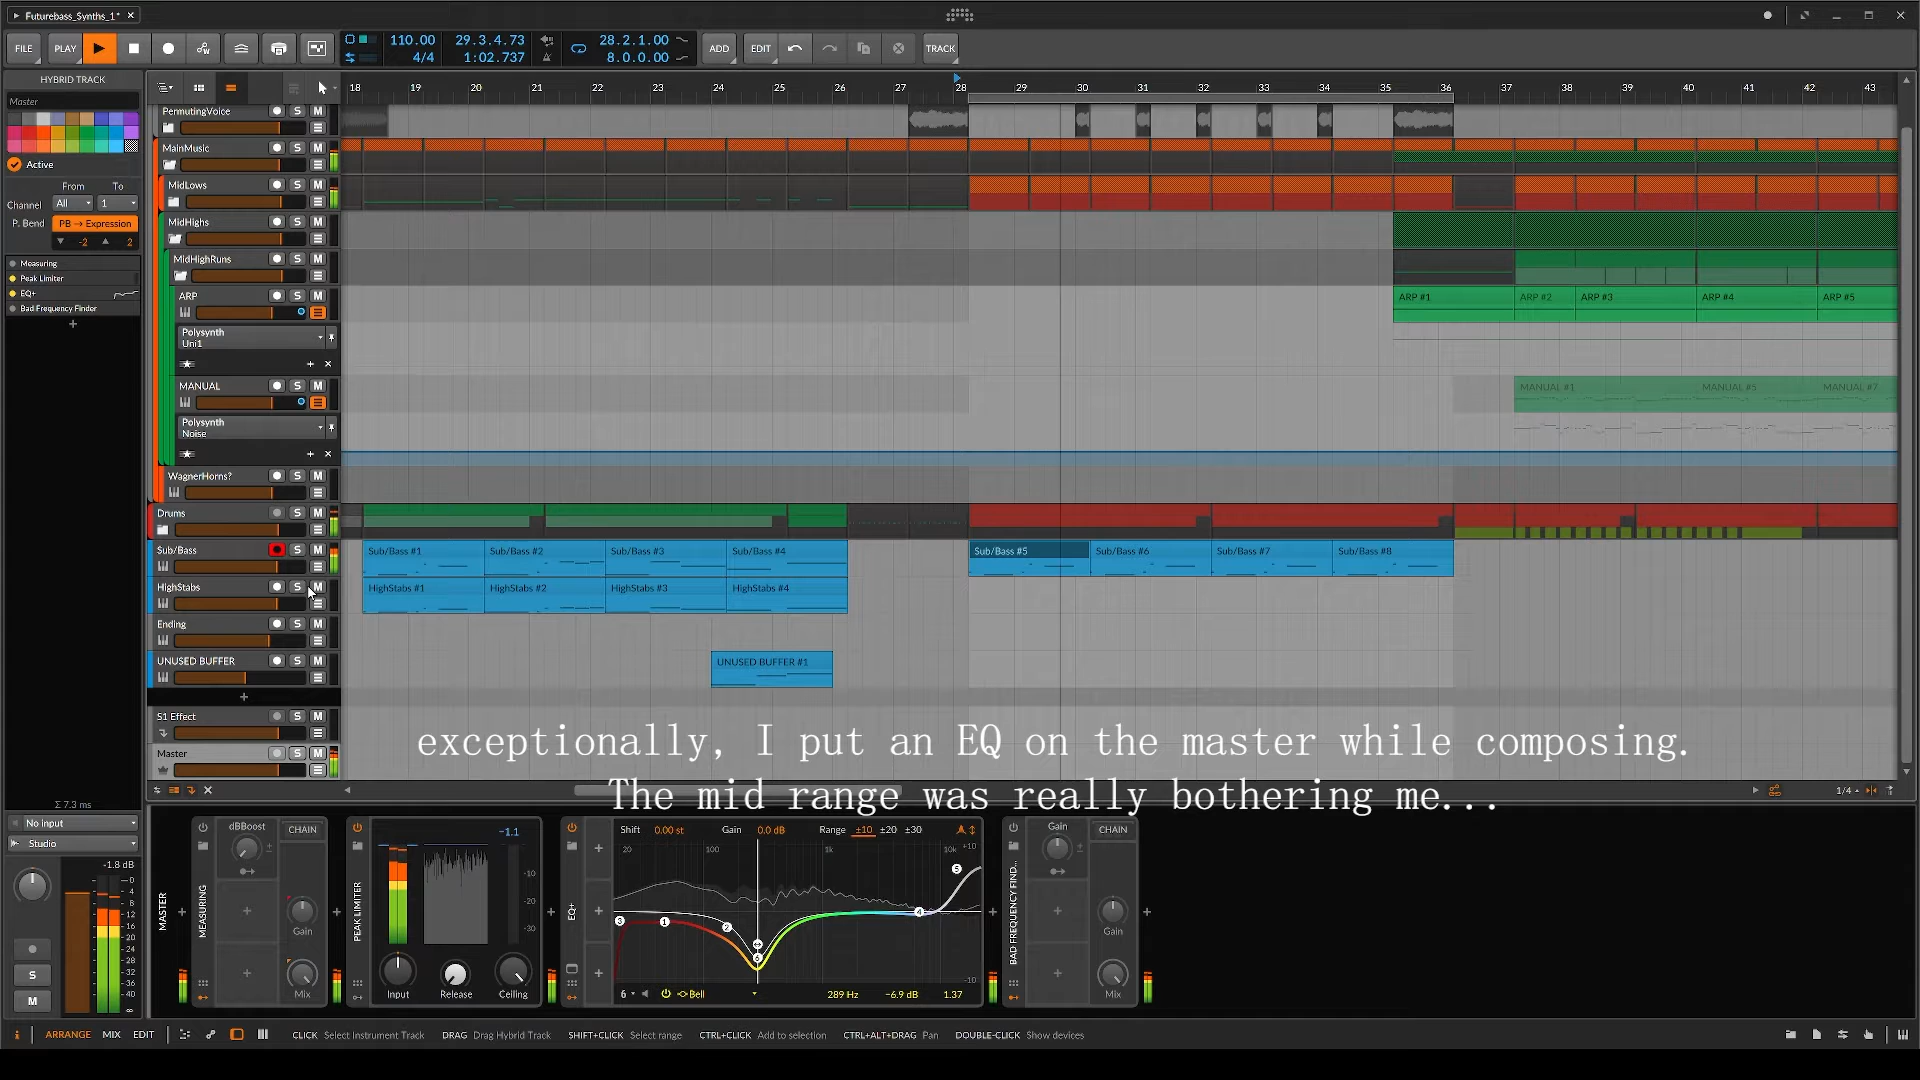 Futurebass_Synths_1* ×
FILE
PLAY
110.00
4/4
29.3.4.73
1:02.737
28.2.1.00
8.0.0.00
ADD
EDIT
TRACK
HYBRID TRACK
Master
Active
From To
Channel All 1
P. Bend PB → Expression
-2 2
Measuring
Peak Limiter
EQ+
Bad Frequency Finder
+
Σ 7.3 ms
18 19 20 21 22 23 24 25 26 27 28 29 30 31 32 33 34 35 36 37 38 39 40 41 42 43
PermutingVoice S M
MainMusic S M
MidLows S M
MidHighs S M
MidHighRuns S M
ARP S M
ARP #1 ARP #2 ARP #3 ARP #4 ARP #5
Polysynth
Uni1
MANUAL S M
MANUAL #1 MANUAL #5 MANUAL #7
Polysynth
Noise
WagnerHorns? S M
Drums S M
Sub/Bass S M
Sub/Bass #1 Sub/Bass #2 Sub/Bass #3 Sub/Bass #4 Sub/Bass #5 Sub/Bass #6 Sub/Bass #7 Sub/Bass #8
HighStabs S M
HighStabs #1 HighStabs #2 HighStabs #3 HighStabs #4
Ending S M
UNUSED BUFFER S M
UNUSED BUFFER #1
S1 Effect S M
Master S M
exceptionally, I put an EQ on the master while composing.
The mid range was really bothering me...
1/4
No input
Studio
-1.8 dB
S
M
MASTER
MEASURING
dBBoost
CHAIN
Gain
Mix
PEAK LIMITER
-1.1
-10
-20
-30
Input Release Ceiling
EQ+
Shift 0.00 st Gain 0.0 dB Range ±10 ±20 ±30
20 100 1k 10k +10
3 1 2 6 4 5
-10
6 Bell 289 Hz -6.9 dB 1.37
BAD FREQUENCY FIND...
Gain
CHAIN
Gain
Mix
i ARRANGE MIX EDIT
CLICK Select Instrument Track DRAG Drag Hybrid Track SHIFT+CLICK Select range CTRL+CLICK Add to selection CTRL+ALT+DRAG Pan DOUBLE-CLICK Show devices